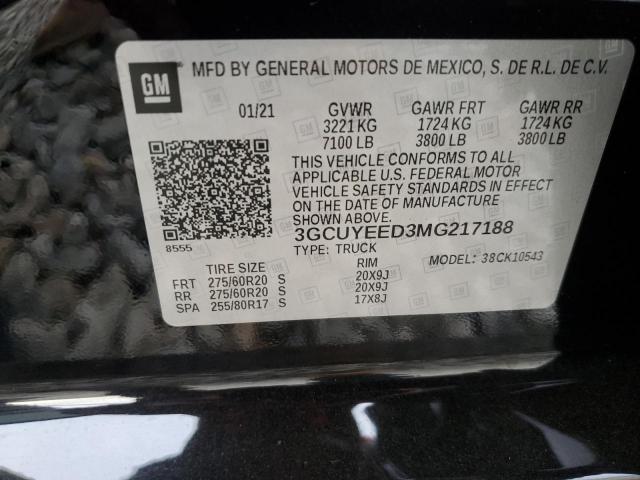 GM MFD BY GENERAL MOTORS DE MEXICO, S. DE R.L. DE C.V.
01/21 GVWR GAWR FRT GAWR RR
3221 KG 1724 KG 1724 KG
7100 LB 3800 LB 3800 LB
THIS VEHICLE CONFORMS TO ALL
APPLICABLE U.S. FEDERAL MOTOR
VEHICLE SAFETY STANDARDS IN EFFECT
ON THE DATE OF MANUFACTURE
SHOWN ABOVE.
8555 3GCUYEED3MG217188
TYPE: TRUCK MODEL: 38CK10543
TIRE SIZE RIM
FRT 275/60R20 S 20X9J
RR 275/60R20 S 20X9J
SPA 255/80R17 S 17X8J